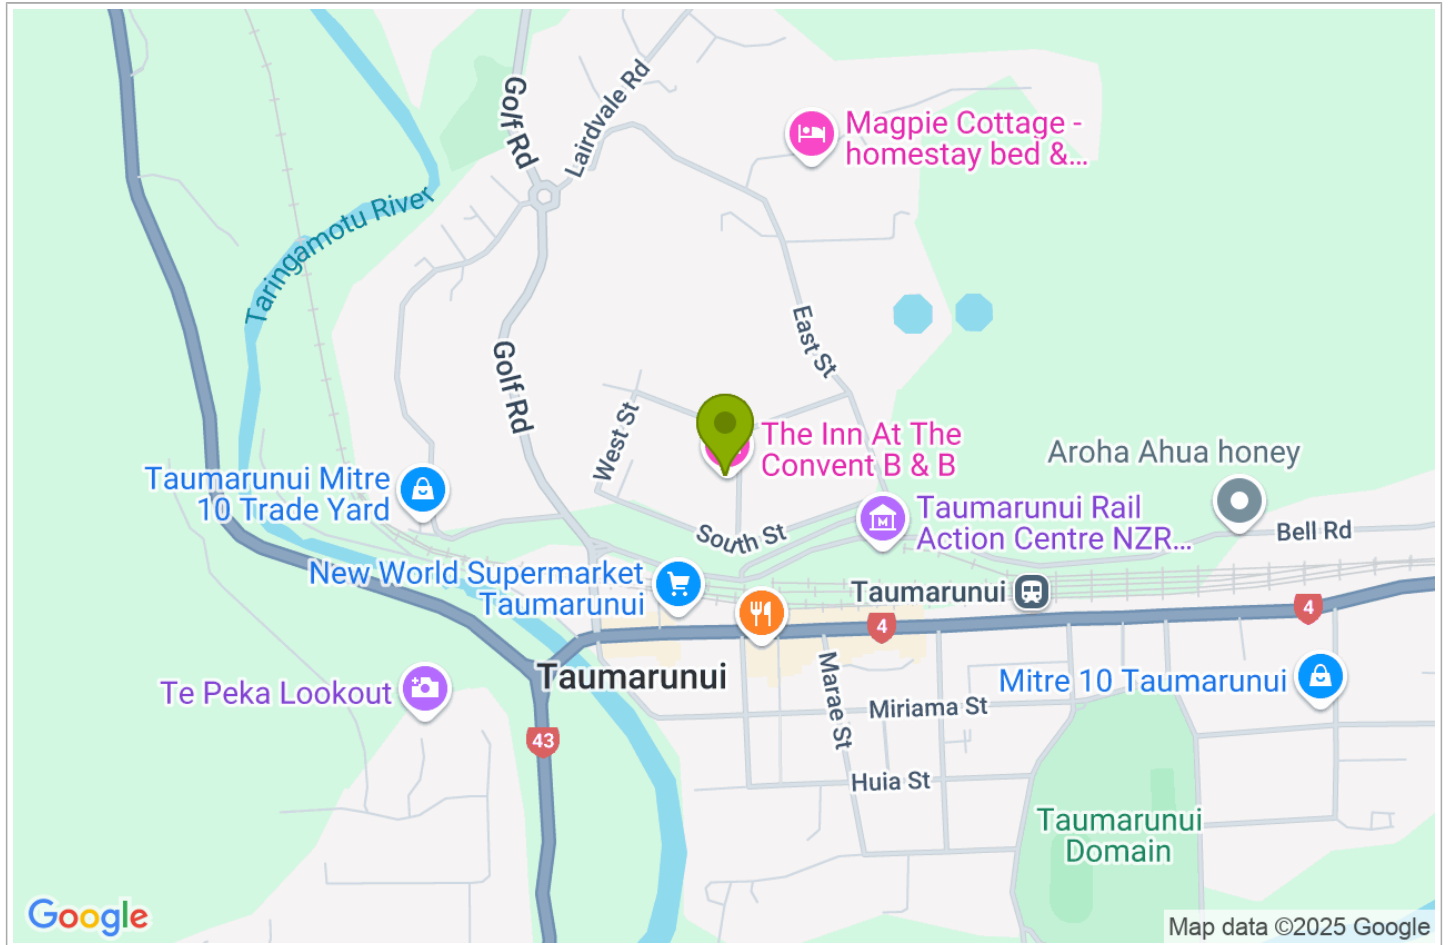 Golf Rd
Lairdvale Rd
Magpie Cottage -
homestay bed &...
Taringamotu River
East St
Golf Rd
West St
The Inn At The
Convent B & B
Aroha Ahua honey
Taumarunui Mitre
10 Trade Yard
Taumarunui Rail
Action Centre NZR...
South St
Bell Rd
New World Supermarket
Taumarunui
Taumarunui
4
4
Taumarunui
Te Peka Lookout
Marae St
Miriama St
Mitre 10 Taumarunui
43
Huia St
Taumarunui
Domain
Google
Map data ©2025 Google